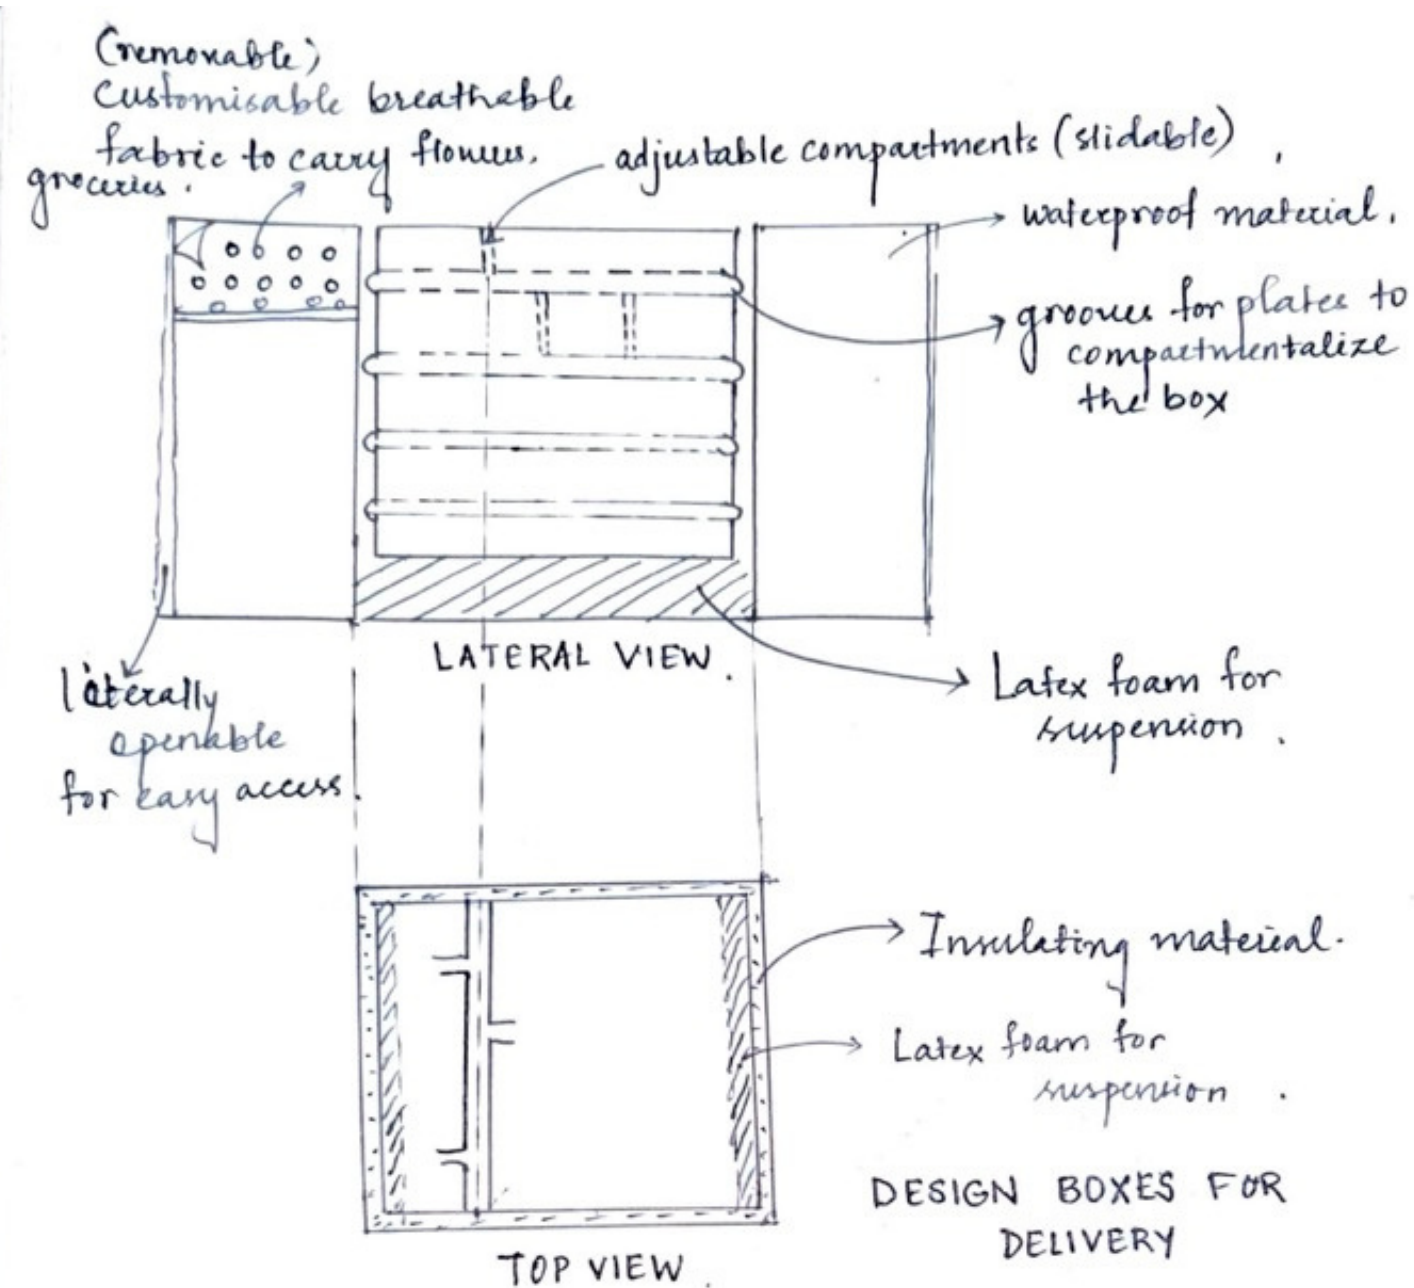 (removable)
Customisable breathable
fabric to carry flowers,
groceries.
adjustable compartments (slidable)
waterproof material.
grooves for plates to
compartmentalize
the box
LATERAL VIEW.
laterally
openable
for easy access.
Latex foam for
suspension.
Insulating material.
Latex foam for
suspension.
DESIGN BOXES FOR
DELIVERY
TOP VIEW.